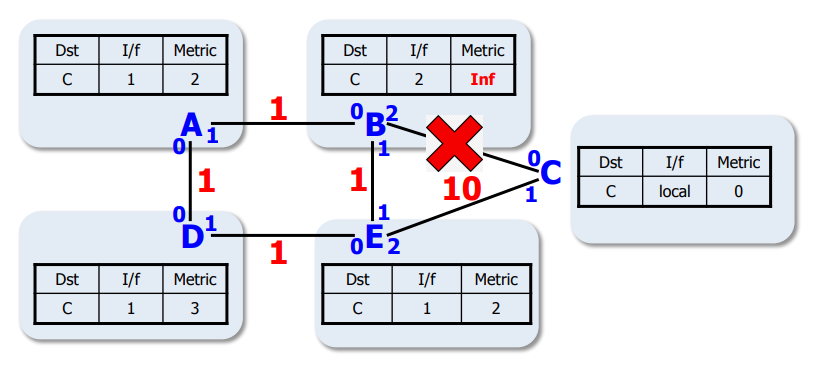 Dst I/f Metric
C 1 2
Dst I/f Metric
C 2 Inf
A 1 0
1
0 B 2 1
Dst I/f Metric
C local 0
0 C 1
1
1
10
0 D 1
1
1 E 0 2
Dst I/f Metric
C 1 3
Dst I/f Metric
C 1 2